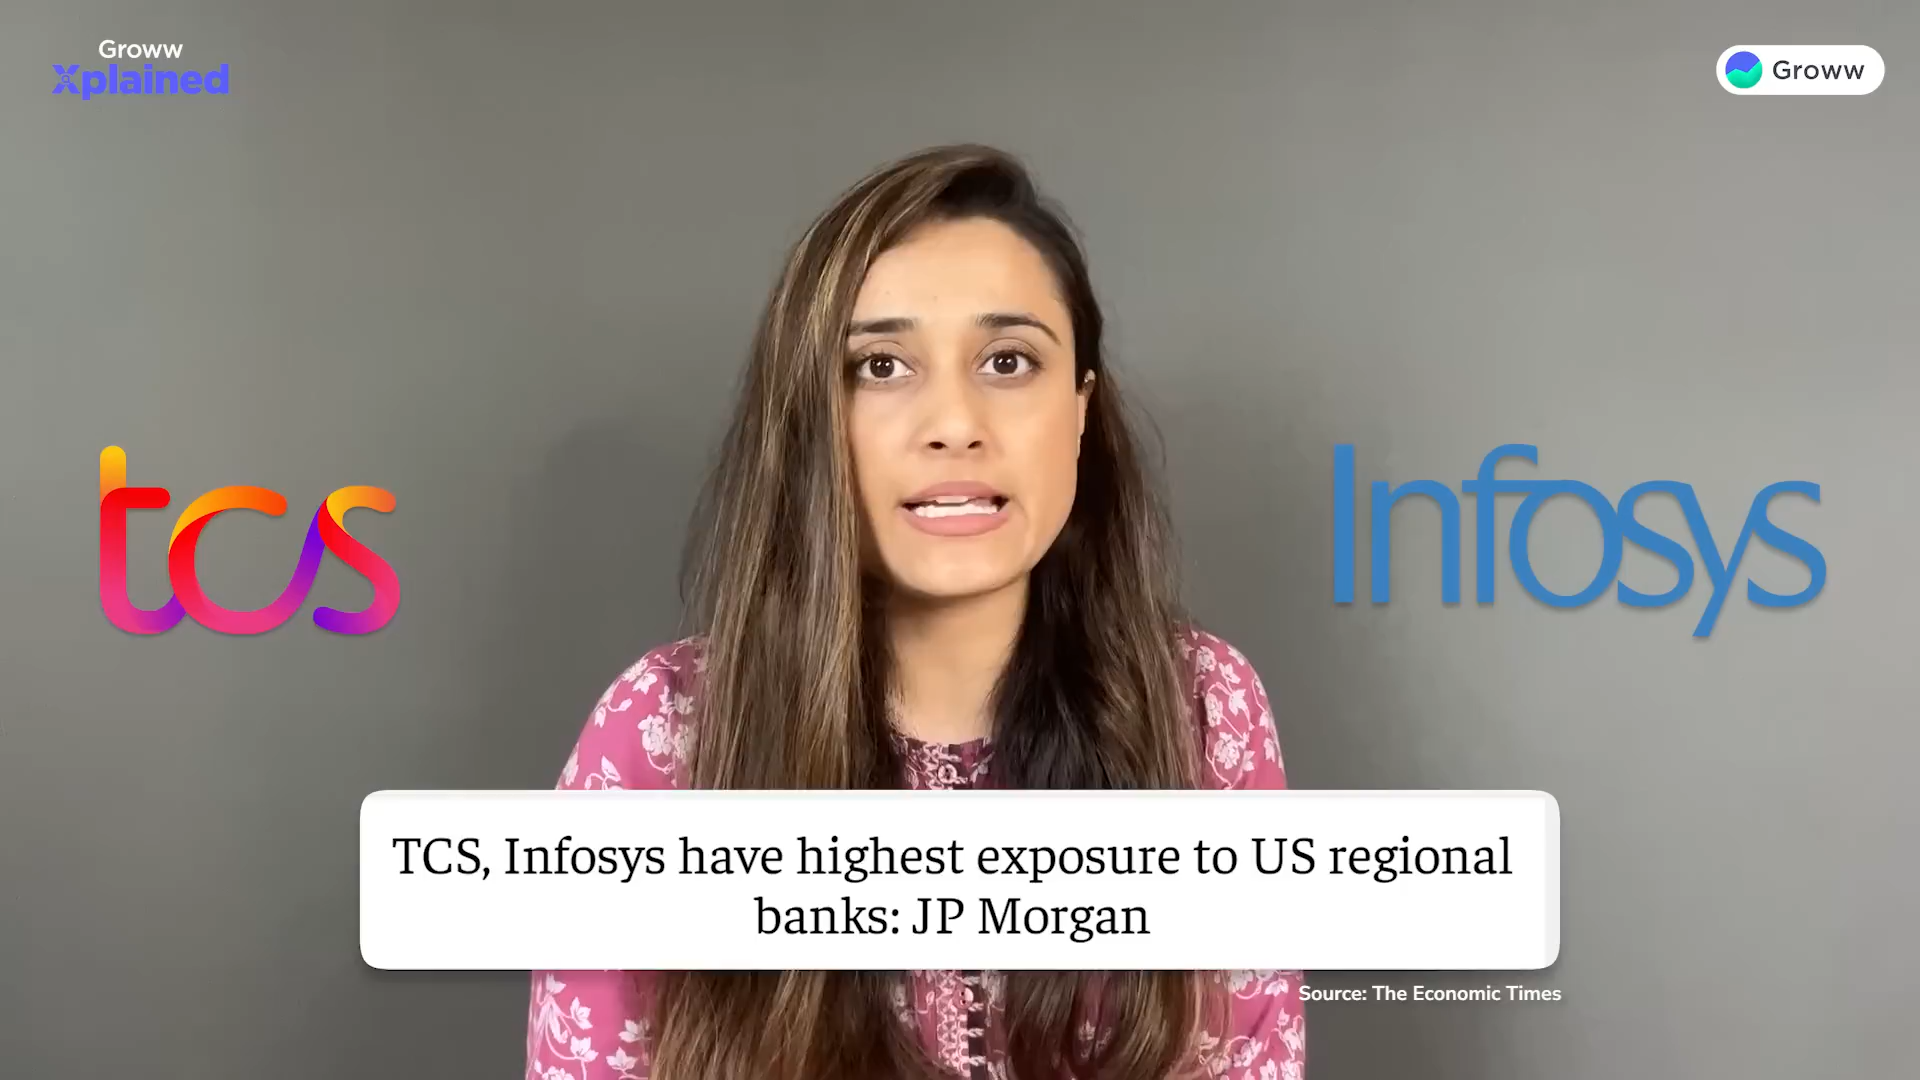 Groww
Xplained
Groww
tcs
Infosys
TCS, Infosys have highest exposure to US regional
banks: JP Morgan
Source: The Economic Times